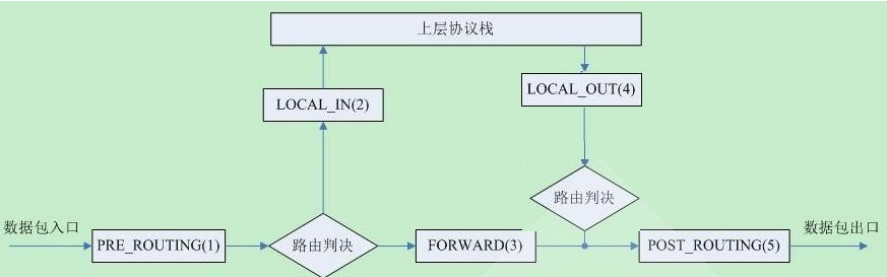 上层协议栈
LOCAL_IN(2)
LOCAL_OUT(4)
路由判决
数据包入口
PRE_ROUTING(1)
路由判决
FORWARD(3)
POST_ROUTING(5)
数据包出口